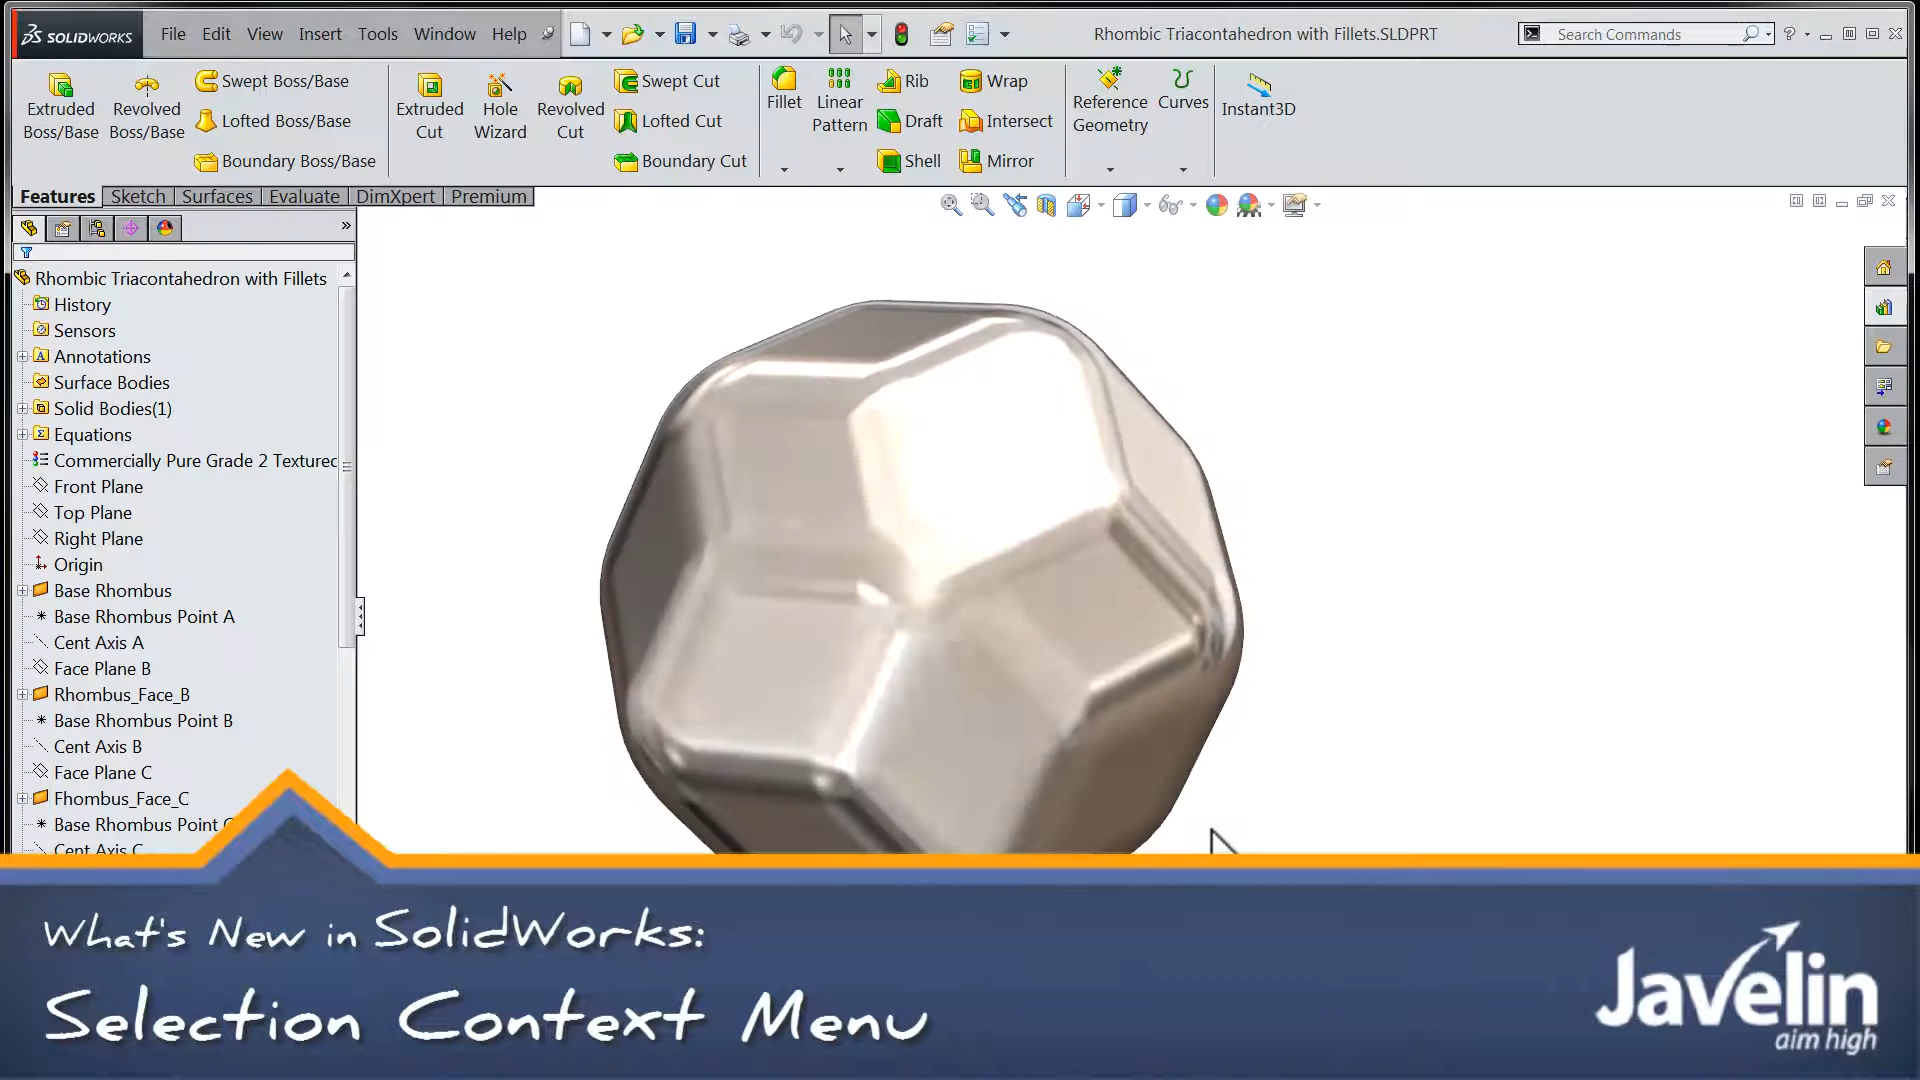 SOLIDWORKS File Edit View Insert Tools Window Help Rhombic Triacontahedron with Fillets.SLDPRT Search Commands
Extruded Boss/Base
Revolved Boss/Base
Swept Boss/Base
Lofted Boss/Base
Boundary Boss/Base
Extruded Cut
Hole Wizard
Revolved Cut
Swept Cut
Lofted Cut
Boundary Cut
Fillet
Linear Pattern
Rib
Draft
Shell
Wrap
Intersect
Mirror
Reference Geometry
Curves
Instant3D
Features Sketch Surfaces Evaluate DimXpert Premium
Rhombic Triacontahedron with Fillets
History
Sensors
Annotations
Surface Bodies
Solid Bodies(1)
Equations
Commercially Pure Grade 2 Textured
Front Plane
Top Plane
Right Plane
Origin
Base Rhombus
Base Rhombus Point A
Cent Axis A
Face Plane B
Rhombus_Face_B
Base Rhombus Point B
Cent Axis B
Face Plane C
Fhombus_Face_C
Base Rhombus Point C
Cent Axis C
What's New in SolidWorks:
Selection Context Menu
Javelin
aim high